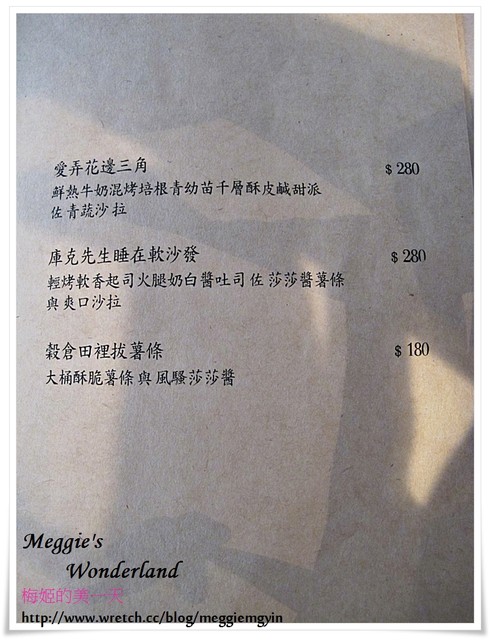 愛弄花邊三角 $ 280
鮮熱牛奶混烤培根青幼苗千層酥皮鹹甜派
佐青蔬沙拉
庫克先生睡在軟沙發 $ 280
輕烤軟香起司火腿奶白醬吐司 佐 莎莎醬薯條
與爽口沙拉
穀倉田裡拔薯條 $ 180
大桶酥脆薯條 與 風騷莎莎醬
Meggie's
Wonderland
梅姬的美一天
http://www.wretch.cc/blog/meggiemgyin